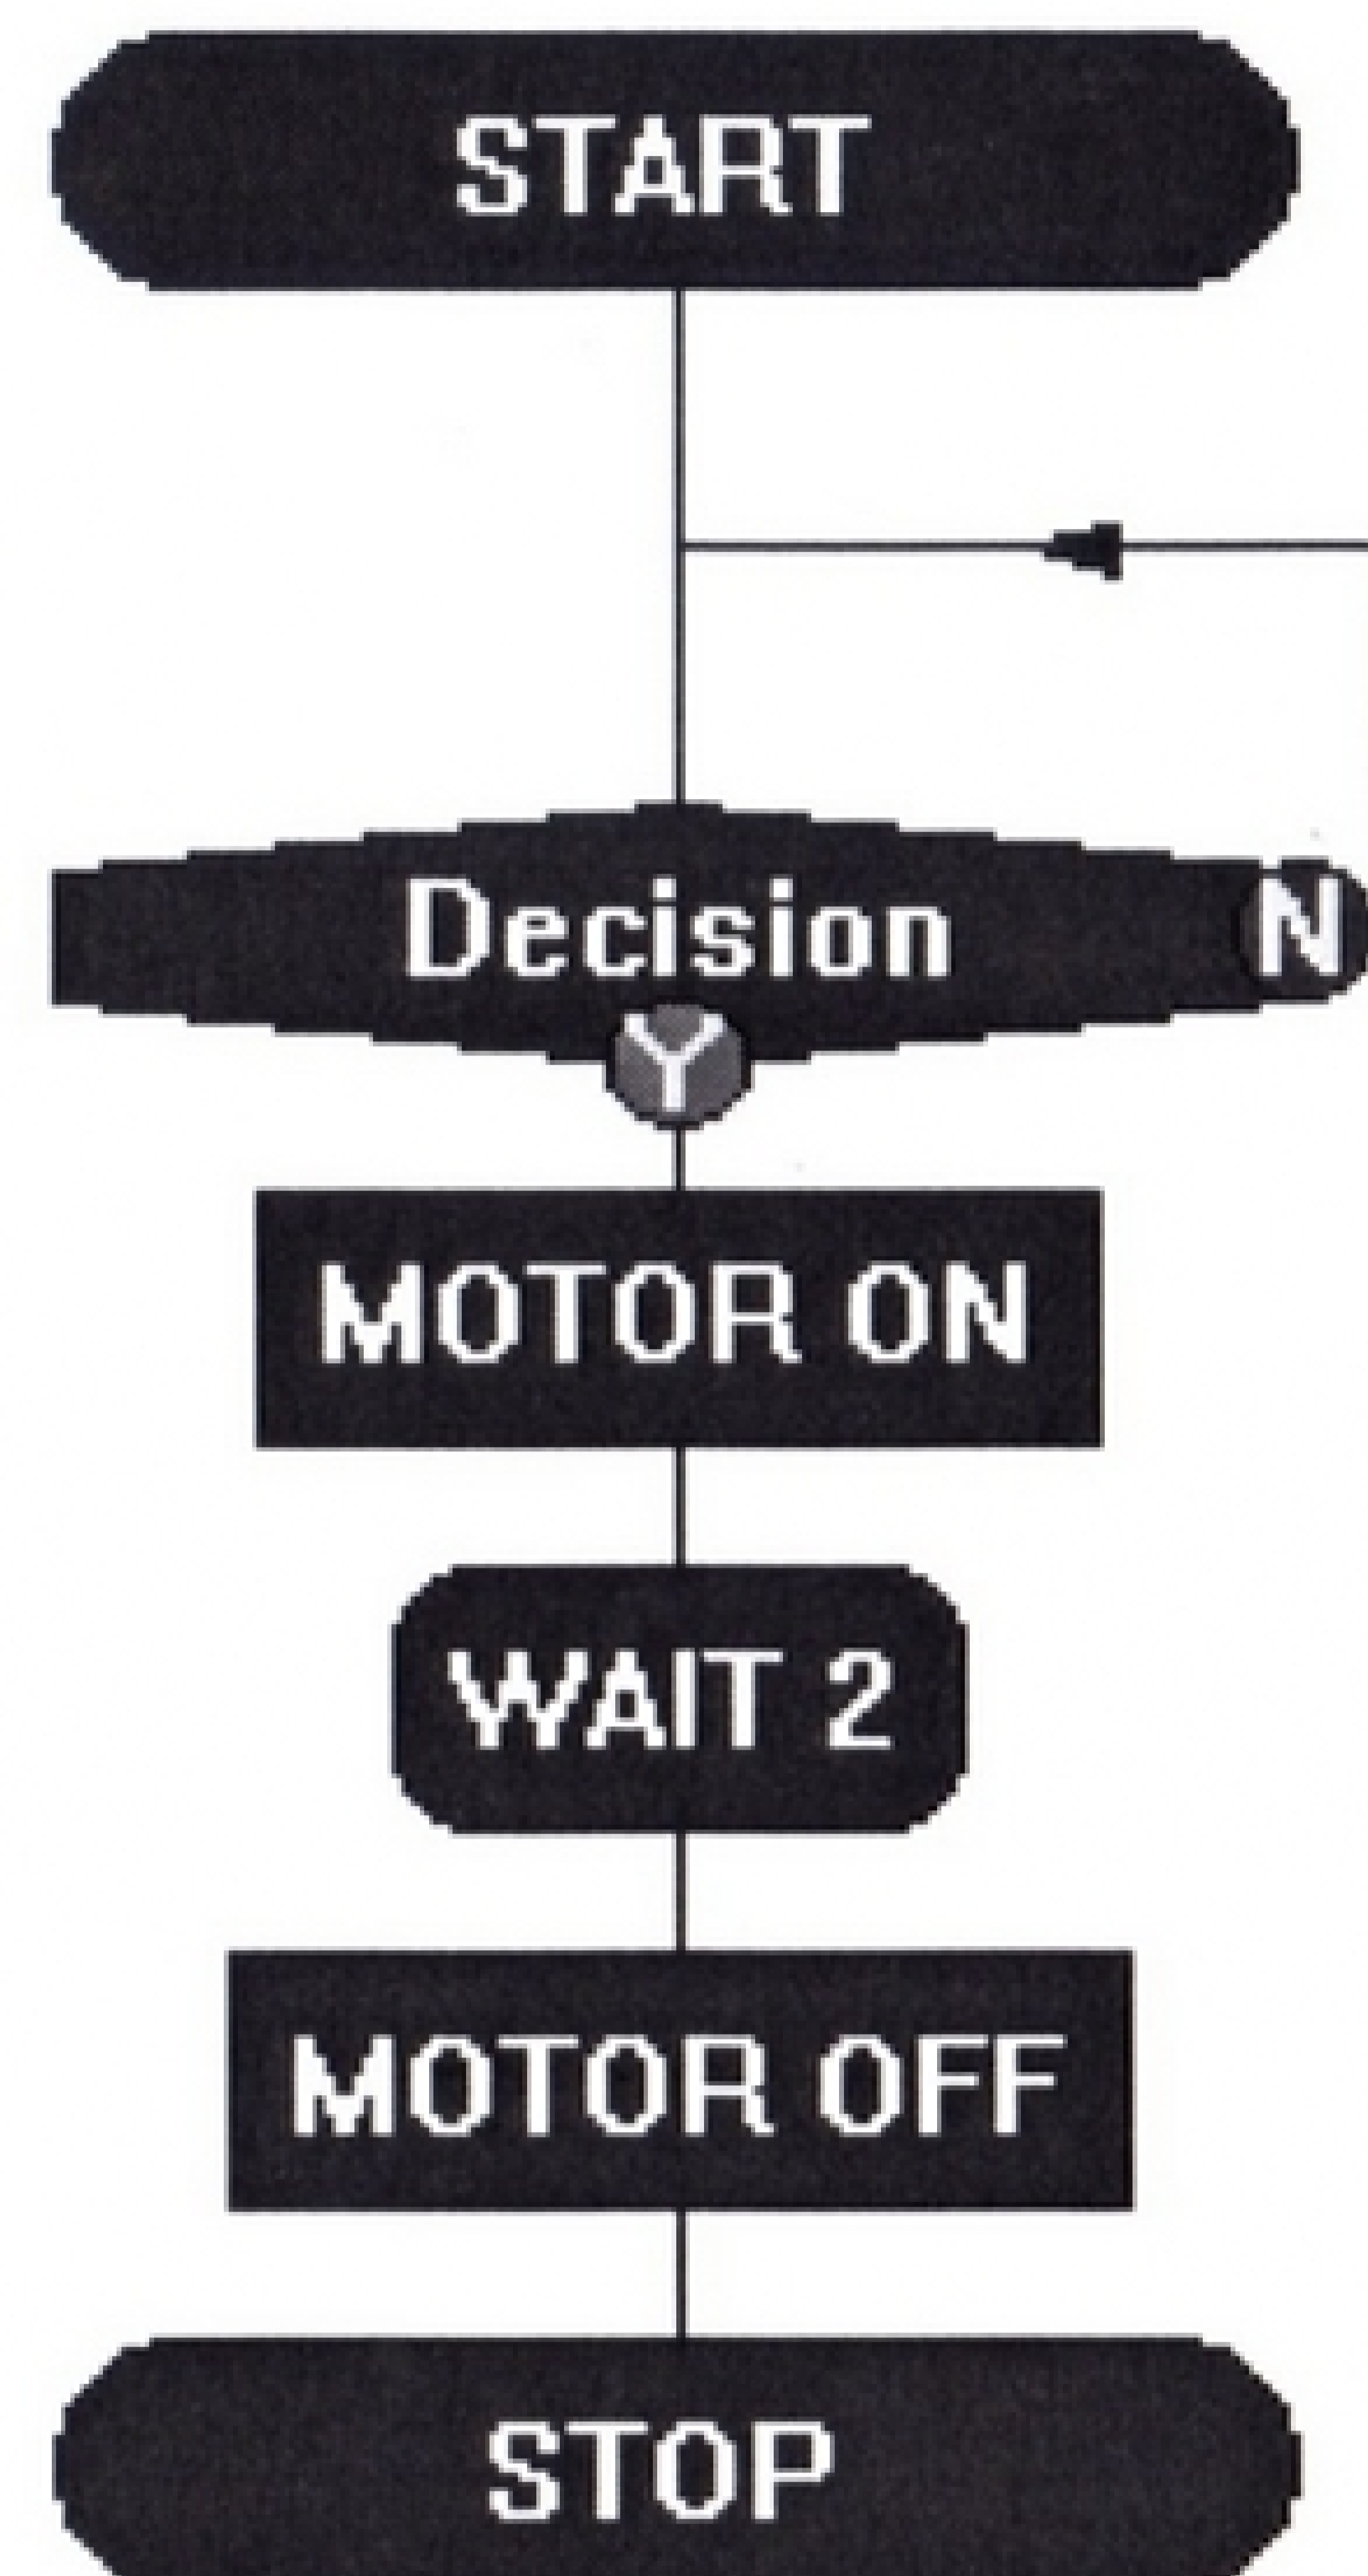 START
Decision
N
Y
MOTOR ON
WAIT 2
MOTOR OFF
STOP